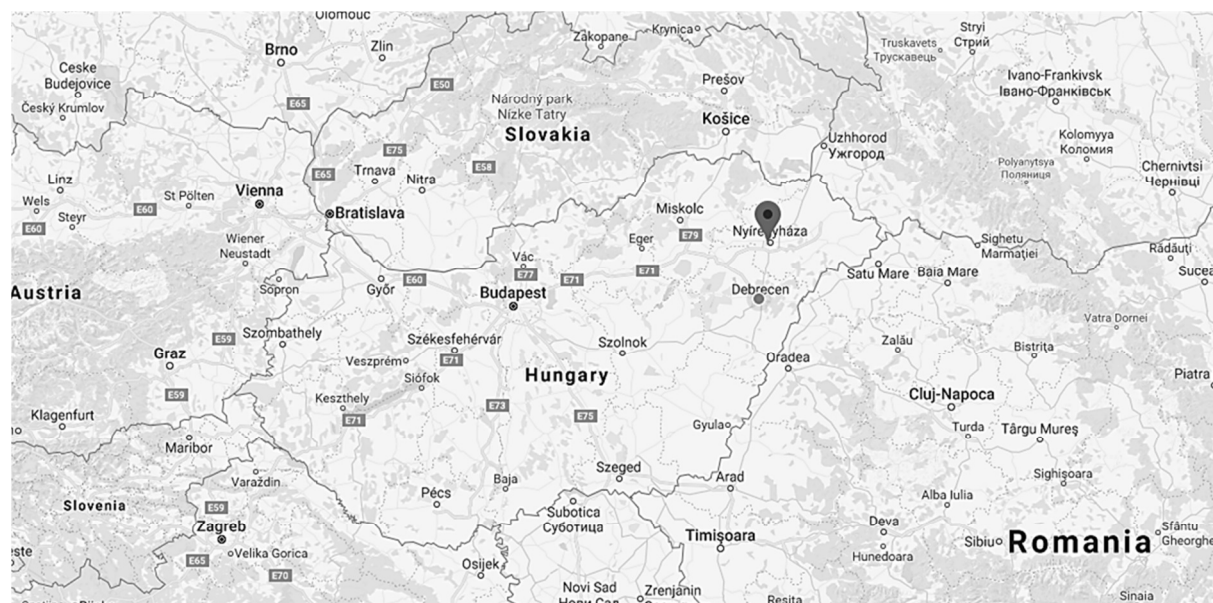 Olomouc
Zakopane
Krynica
Stryi
Стрий
Truskavets
Трускавець
Brno
Zlin
E50
Ceske
Budejovice
Český Krumlov
E65
Národný park
Nízke Tatry
Slovakia
Prešov
Košice
Ivano-Frankivsk
Івано-Франківськ
Kolomyya
Коломия
Uzhhorod
Ужгород
Polyanytsya
Поляниця
Chernivtsi
Чернівці
Linz
Wels
E60
Steyr
E60
St Pölten
Vienna
E65
E75
Trnava
Nitra
E58
Bratislava
Wiener
Neustadt
Miskolc
E79
Eger
E71
Sighetu
Marmației
Rădăuți
Austria
Sopron
Győr
E60
Vác
E77
E71
Budapest
Debrecen
Satu Mare
Baia Mare
Vatra Dornei
E59
Szombathely
Székesfehérvár
E71
Veszprém
Siófok
Szolnok
Oradea
Zalău
Bistrița
Piatra
Graz
E59
Keszthely
E71
Hungary
E73
E75
Cluj-Napoca
Turda
Târgu Mureș
Klagenfurt
Maribor
Gyula
Varaždin
Slovenia
E59
Zagreb
Velika Gorica
E65
E70
Pécs
Baja
Szeged
Arad
Subotica
Суботица
Timișoara
Alba Iulia
Sighișoara
Deva
Hunedoara
Sibiu
Romania
Sfântu
Osijek
Novi Sad
Zrenjanin
Sinaia